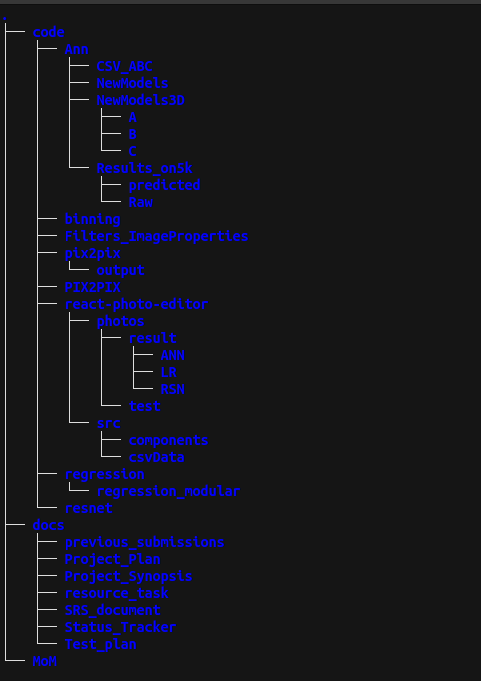 .
code
Ann
CSV_ABC
NewModels
NewModels3D
A
B
C
Results_on5k
predicted
Raw
binning
Filters_ImageProperties
pix2pix
output
PIX2PIX
react-photo-editor
photos
result
ANN
LR
RSN
test
src
components
csvData
regression
regression_modular
resnet
docs
previous_submissions
Project_Plan
Project_Synopsis
resource_task
SRS_document
Status_Tracker
Test_plan
MoM